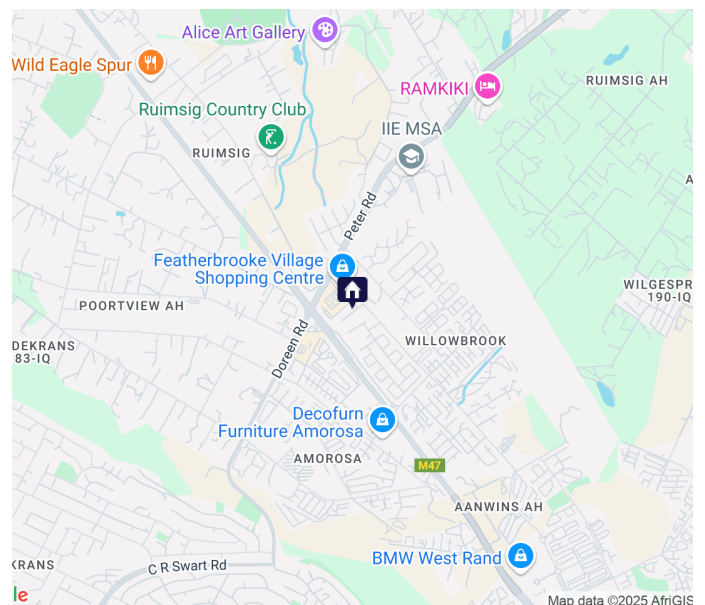 Alice Art Gallery
Wild Eagle Spur
RAMKIKI
RUIMSIG AH
Ruimsig Country Club
IIE MSA
RUIMSIG
A
Peter Rd
Featherbrooke Village
Shopping Centre
WILGESPR
190-IQ
POORTVIEW AH
DEKRANS
83-IQ
Doreen Rd
WILLOWBROOK
Decofurn
Furniture Amorosa
AMOROSA
M47
AANWINS AH
BMW West Rand
KRANS
C R Swart Rd
le
Map data ©2025 AfriGIS